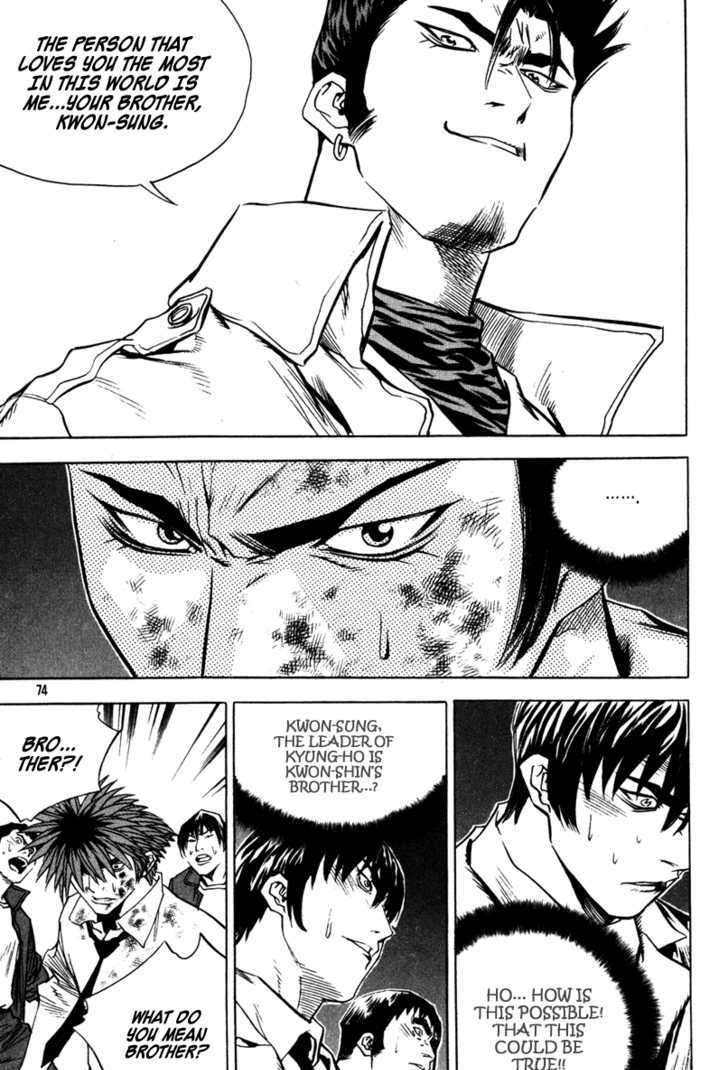 THE PERSON THAT
LOVES YOU THE MOST
IN THIS WORLD IS
ME...YOUR BROTHER,
KWON-SUNG.
......
74
BRO...
THER?!
WHAT DO
YOU MEAN
BROTHER?
KWON-SUNG,
THE LEADER OF
KYUNG-HO IS
KWON-SHIN'S
BROTHER...?
HO... HOW IS
THIS POSSIBLE!
THAT THIS
COULD BE
TRUE!!